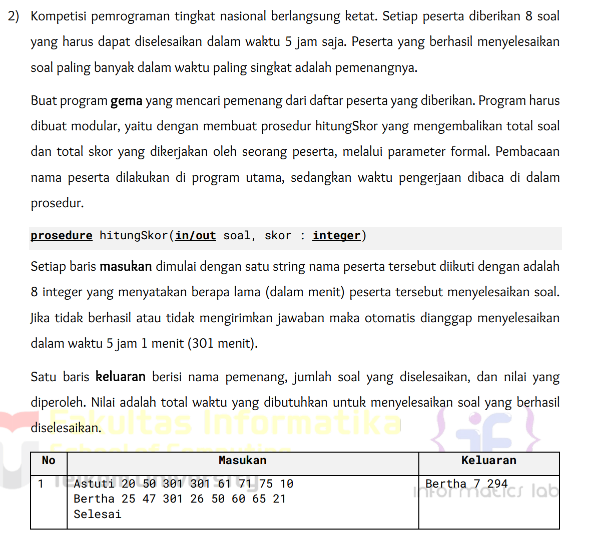 2) Kompetisi pemrograman tingkat nasional berlangsung ketat. Setiap peserta diberikan 8 soal
yang harus dapat diselesaikan dalam waktu 5 jam saja. Peserta yang berhasil menyelesaikan
soal paling banyak dalam waktu paling singkat adalah pemenangnya.
Buat program gema yang mencari pemenang dari daftar peserta yang diberikan. Program harus
dibuat modular, yaitu dengan membuat prosedur hitungSkor yang mengembalikan total soal
dan total skor yang dikerjakan oleh seorang peserta, melalui parameter formal. Pembacaan
nama peserta dilakukan di program utama, sedangkan waktu pengerjaan dibaca di dalam
prosedur.
prosedure hitungSkor(in/out soal, skor : integer)
Setiap baris masukan dimulai dengan satu string nama peserta tersebut diikuti dengan adalah
8 integer yang menyatakan berapa lama (dalam menit) peserta tersebut menyelesaikan soal.
Jika tidak berhasil atau tidak mengirimkan jawaban maka otomatis dianggap menyelesaikan
dalam waktu 5 jam 1 menit (301 menit).
Satu baris keluaran berisi nama pemenang, jumlah soal yang diselesaikan, dan nilai yang
diperoleh. Nilai adalah total waktu yang dibutuhkan untuk menyelesaikan soal yang berhasil
diselesaikan.
Fakultas Informatika
No Masukan Keluaran
1 Astuti 20 50 301 301 61 71 75 10 Bertha 7 294
Bertha 25 47 301 26 50 60 65 21
Selesai
informatics lab